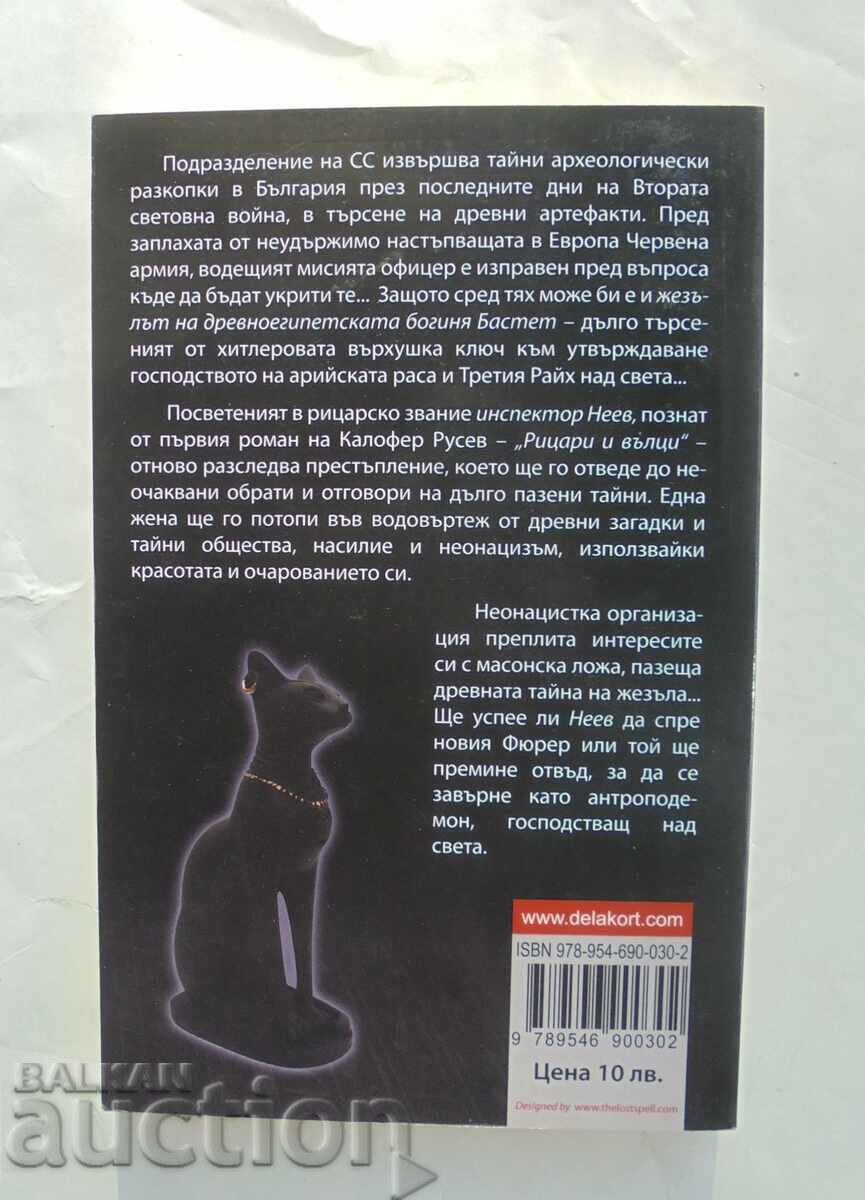 Подразделение на СС извършва тайни археологически
разкопки в България през последните дни на Втората
световна война, в търсене на древни артефакти. Пред
заплахата от неудържимо настъпващата в Европа Червена
армия, водещият мисията офицер е изправен пред въпроса
къде да бъдат укрити те... Защото сред тях може би е и жезъ-
лът на древноегипетската богиня Бастет – дълго търсе-
ният от хитлеровата върхушка ключ към утвърждаване
господството на арийската раса и Третия Райх над света...
Посветеният в рицарско звание инспектор Неев, познат
от първия роман на Калофер Русев – „Рицари и вълци“ –
отново разследва престъпление, което ще го отведе до не-
очаквани обрати и отговори на дълго пазени тайни. Една
жена ще го потопи във водовъртеж от древни загадки и
тайни общества, насилие и неонацизъм, използвайки
красотата и очарованието си.
Неонацистка организа-
ция преплита интересите
си с масонска ложа, пазеща
древната тайна на жезъла...
Ще успее ли Неев да спре
новия Фюрер или той ще
премине отвъд, за да се
завърне като антроподе-
мон, господстващ над
света.
www.delakort.com
ISBN 978-954-690-030-2
9 789546 900302
Цена 10 лв.
Designed by www.thelostspell.com
BALKAN
auction